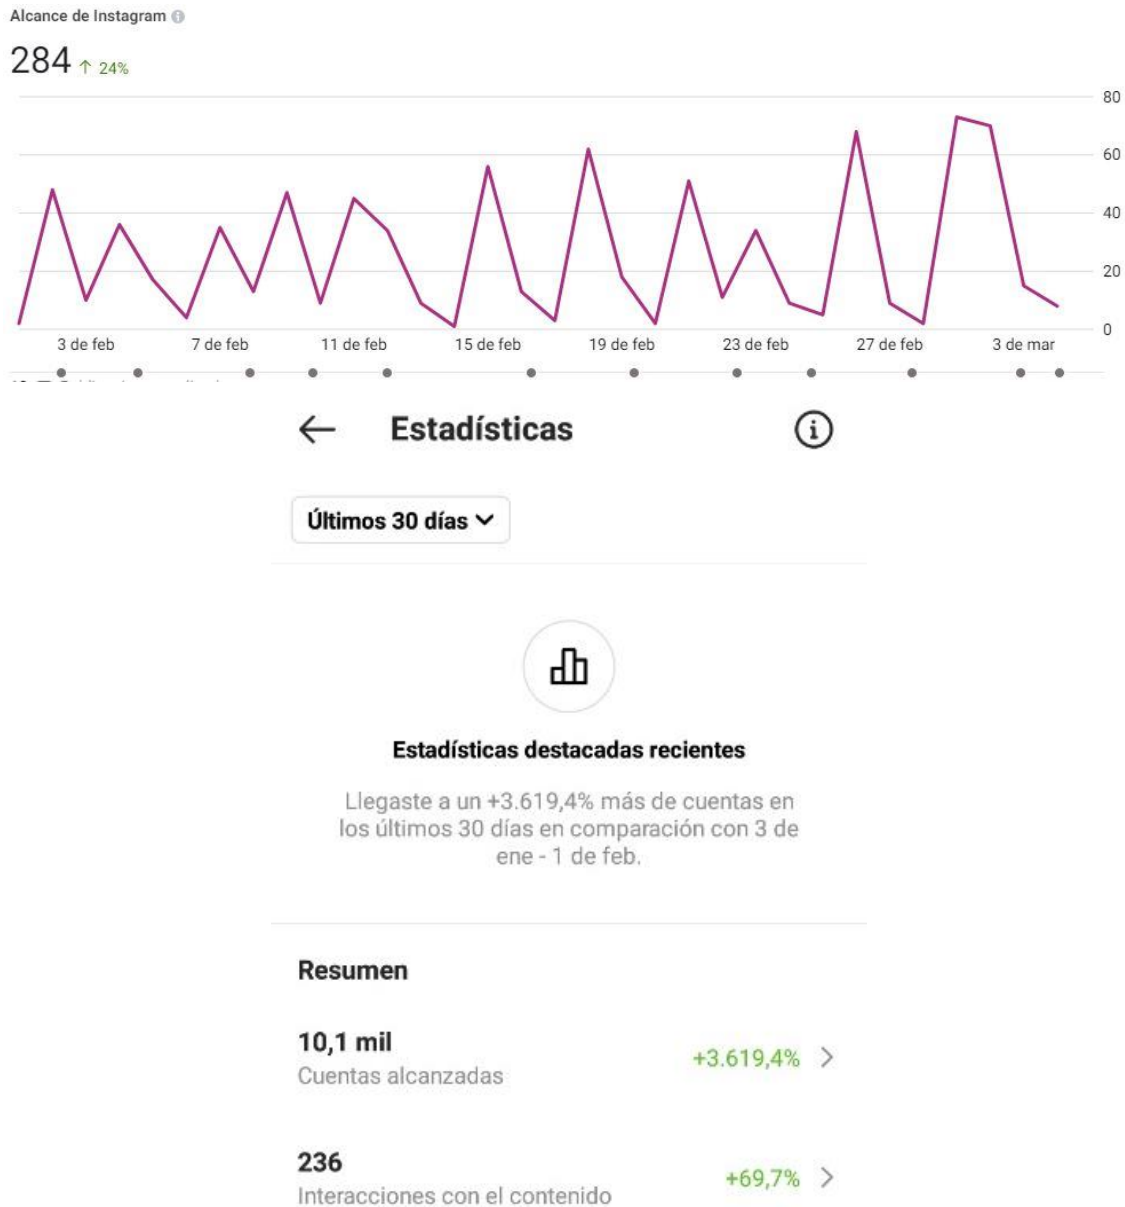 Alcance de Instagram
284 ↑ 24%
80
60
40
20
0
3 de feb 7 de feb 11 de feb 15 de feb 19 de feb 23 de feb 27 de feb 3 de mar
Estadísticas
Últimos 30 días
Estadísticas destacadas recientes
Llegaste a un +3.619,4% más de cuentas en
los últimos 30 días en comparación con 3 de
ene - 1 de feb.
Resumen
10,1 mil
Cuentas alcanzadas
+3.619,4%
236
Interacciones con el contenido
+69,7%